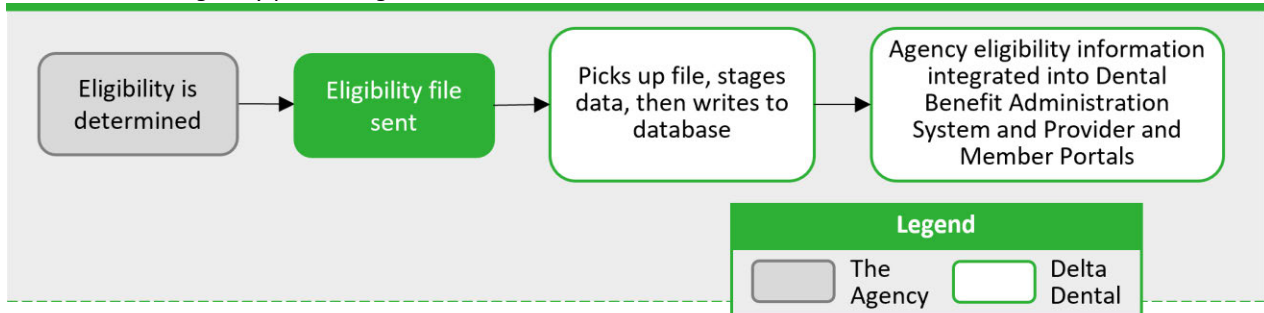 Eligibility is
determined
Eligibility file
sent
Picks up file, stages
data, then writes to
database
Agency eligibility information
integrated into Dental
Benefit Administration
System and Provider and
Member Portals
Legend
The
Agency
Delta
Dental